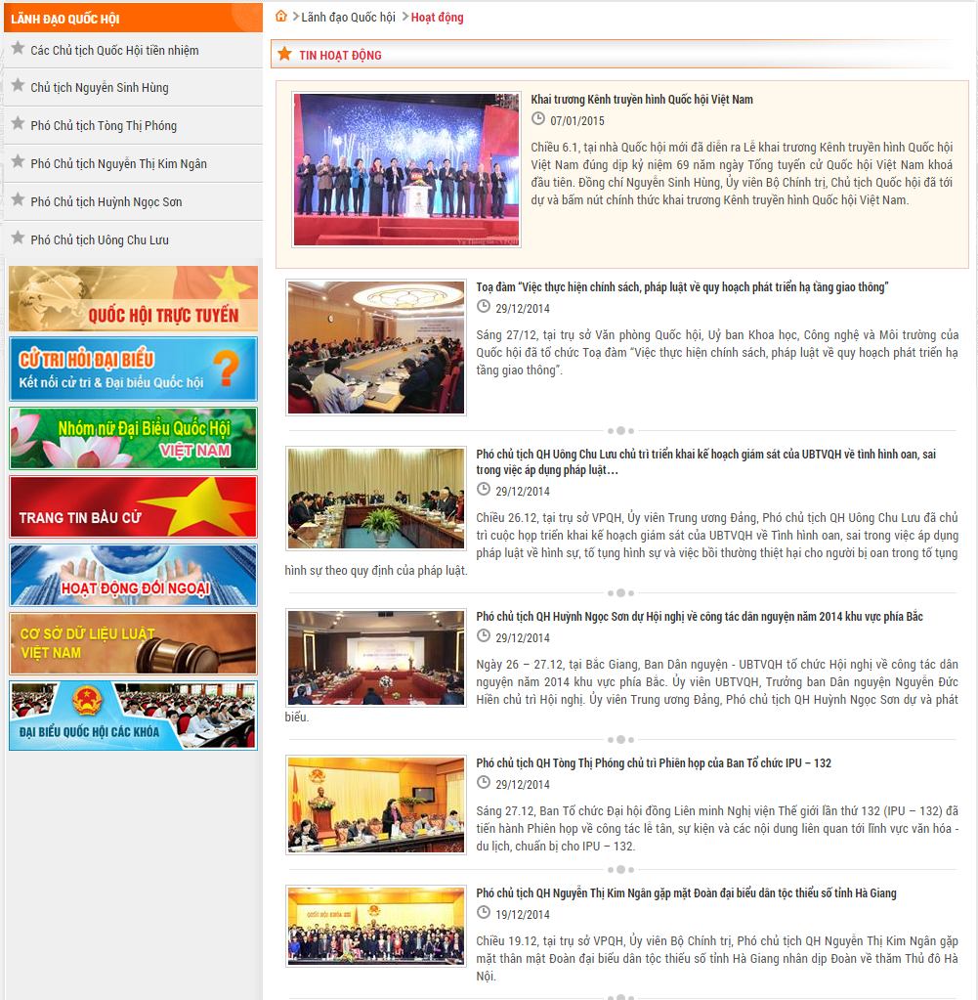 LÃNH ĐẠO QUỐC HỘI
Các Chủ tịch Quốc Hội tiền nhiệm
Chủ tịch Nguyễn Sinh Hùng
Phó Chủ tịch Tòng Thị Phóng
Phó Chủ tịch Nguyễn Thị Kim Ngân
Phó Chủ tịch Huỳnh Ngọc Sơn
Phó Chủ tịch Uông Chu Lưu
QUỐC HỘI TRỰC TUYẾN
CỬ TRI HỎI ĐẠI BIỂU
Kết nối cử tri & Đại biểu Quốc hội
?
Nhóm nữ Đại Biểu Quốc Hội
VIỆT NAM
TRANG TIN BẦU CỬ
HOẠT ĐỘNG ĐỐI NGOẠI
CƠ SỞ DỮ LIỆU LUẬT
VIỆT NAM
ĐẠI BIỂU QUỐC HỘI CÁC KHÓA
Lãnh đạo Quốc hội Hoạt động
TIN HOẠT ĐỘNG
Khai trương Kênh truyền hình Quốc hội Việt Nam
07/01/2015
Chiều 6.1, tại nhà Quốc hội mới đã diễn ra Lễ khai trương Kênh truyền hình Quốc hội
Việt Nam đúng dịp kỷ niệm 69 năm ngày Tổng tuyển cử Quốc hội Việt Nam khoá
đầu tiên. Đồng chí Nguyễn Sinh Hùng, Ủy viên Bộ Chính trị, Chủ tịch Quốc hội đã tới
dự và bấm nút chính thức khai trương Kênh truyền hình Quốc hội Việt Nam.
Toạ đàm “Việc thực hiện chính sách, pháp luật về quy hoạch phát triển hạ tầng giao thông”
29/12/2014
Sáng 27/12, tại trụ sở Văn phòng Quốc hội, Uỷ ban Khoa học, Công nghệ và Môi trường của
Quốc hội đã tổ chức Toạ đàm “Việc thực hiện chính sách, pháp luật về quy hoạch phát triển hạ
tầng giao thông”.
Phó chủ tịch QH Uông Chu Lưu chủ trì triển khai kế hoạch giám sát của UBTVQH về tình hình oan, sai
trong việc áp dụng pháp luật…
29/12/2014
Chiều 26.12, tại trụ sở VPQH, Ủy viên Trung ương Đảng, Phó chủ tịch QH Uông Chu Lưu đã chủ
trì cuộc họp triển khai kế hoạch giám sát của UBTVQH về Tình hình oan, sai trong việc áp dụng
pháp luật về hình sự, tố tụng hình sự và việc bồi thường thiệt hại cho người bị oan trong tố tụng
hình sự theo quy định của pháp luật.
Phó chủ tịch QH Huỳnh Ngọc Sơn dự Hội nghị về công tác dân nguyện năm 2014 khu vực phía Bắc
29/12/2014
Ngày 26 – 27.12, tại Bắc Giang, Ban Dân nguyện - UBTVQH tổ chức Hội nghị về công tác dân
nguyện năm 2014 khu vực phía Bắc. Ủy viên UBTVQH, Trưởng ban Dân nguyện Nguyễn Đức
Hiền chủ trì Hội nghị. Ủy viên Trung ương Đảng, Phó chủ tịch QH Huỳnh Ngọc Sơn dự và phát
biểu.
Phó chủ tịch QH Tòng Thị Phóng chủ trì Phiên họp của Ban Tổ chức IPU – 132
29/12/2014
Sáng 27.12, Ban Tổ chức Đại hội đồng Liên minh Nghị viện Thế giới lần thứ 132 (IPU – 132) đã
tiến hành Phiên họp về công tác lễ tân, sự kiện và các nội dung liên quan tới lĩnh vực văn hóa -
du lịch, chuẩn bị cho IPU – 132.
Phó chủ tịch QH Nguyễn Thị Kim Ngân gặp mặt Đoàn đại biểu dân tộc thiểu số tỉnh Hà Giang
19/12/2014
Chiều 19.12, tại trụ sở VPQH, Ủy viên Bộ Chính trị, Phó chủ tịch QH Nguyễn Thị Kim Ngân gặp
mặt thân mật Đoàn đại biểu dân tộc thiểu số tỉnh Hà Giang nhân dịp Đoàn về thăm Thủ đô Hà
Nội.